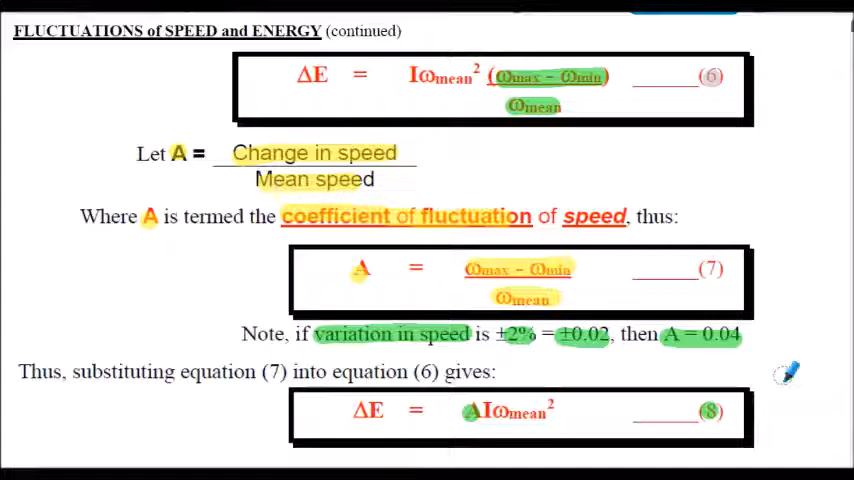 FLUCTUATIONS of SPEED and ENERGY (continued)
ΔE = Iωmean² (ωmax – ωmin) ______(6)
ωmean
Let A = Change in speed
Mean speed
Where A is termed the coefficient of fluctuation of speed, thus:
A = ωmax – ωmin ______(7)
ωmean
Note, if variation in speed is ±2% = ±0.02, then A = 0.04
Thus, substituting equation (7) into equation (6) gives:
ΔE = AIωmean² ______(8)